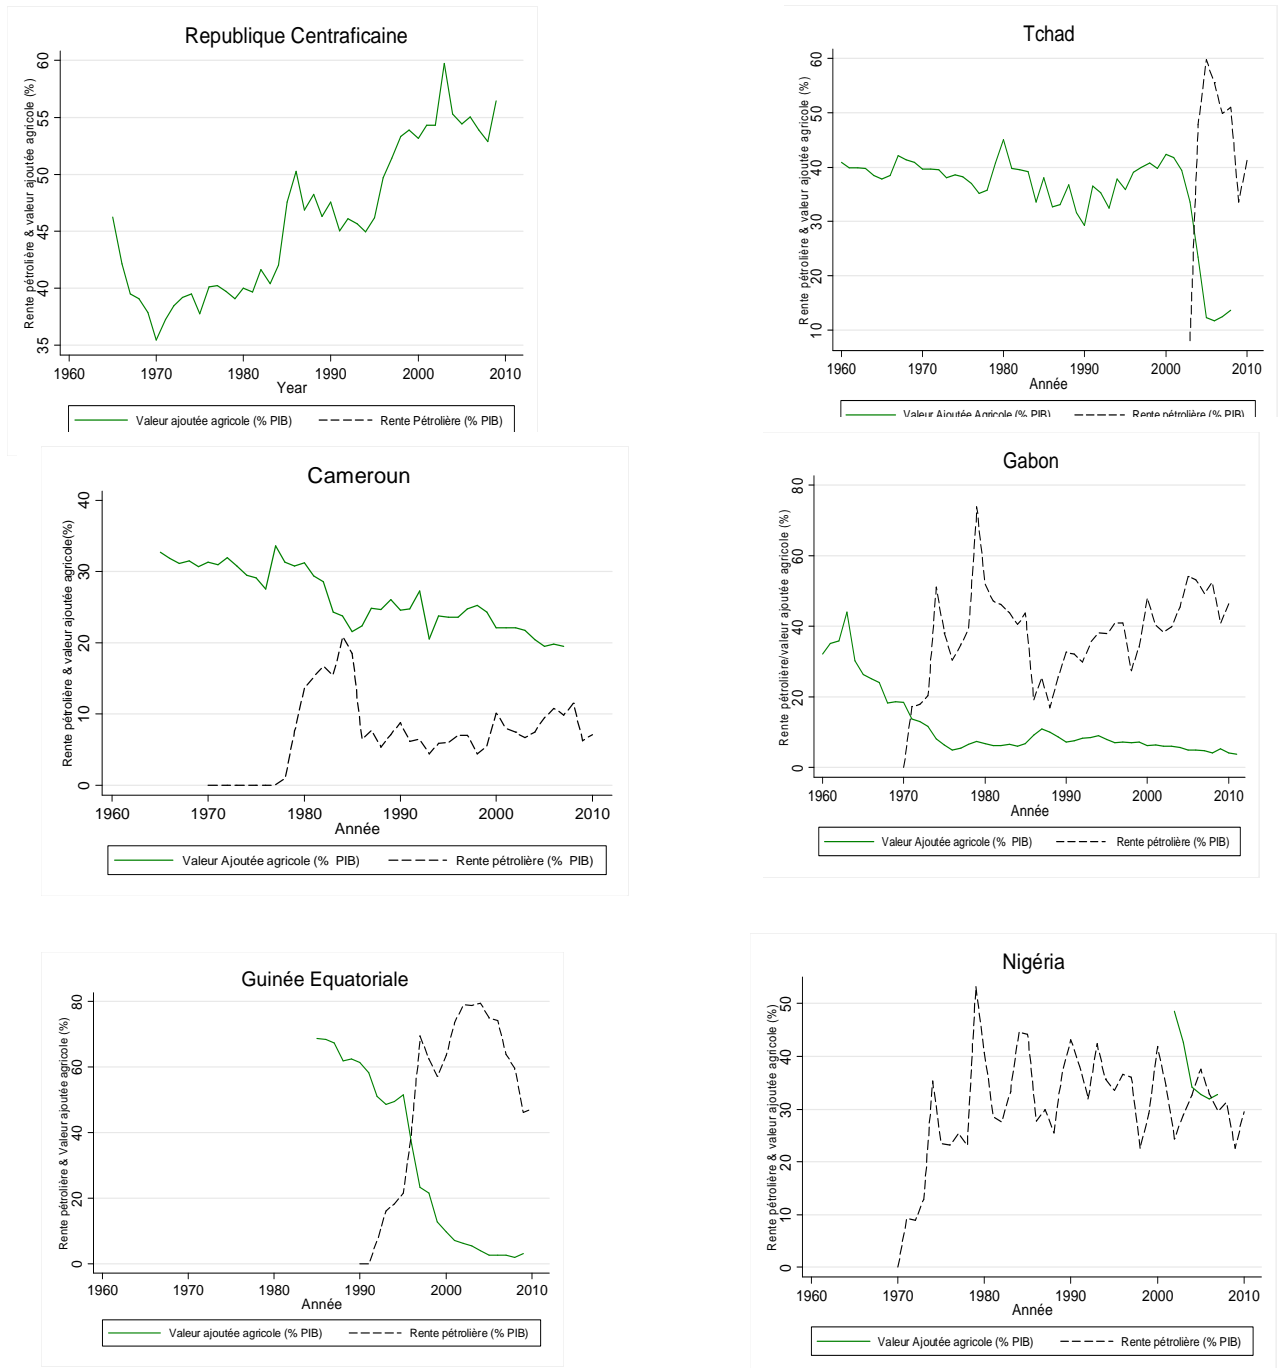 Republique Centraficaine
Rente pétrolière & valeur ajoutée agricole (%)
60
55
50
45
40
35
1960 1970 1980 1990 2000 2010
Year
Valeur ajoutée agricole (% PIB) Rente Pétrolière (% PIB)
Tchad
Rente pétrolière & valeur ajoutée agricole (%)
60
50
40
30
20
10
1960 1970 1980 1990 2000 2010
Année
Valeur Ajoutée Agricole (% PIB) Rente pétrolière (% PIB)
Cameroun
Rente pétrolière & valeur ajoutée agricole(%)
40
30
20
10
0
1960 1970 1980 1990 2000 2010
Année
Valeur Ajoutée agricole (% PIB) Rente pétrolière (% PIB)
Gabon
Rente pétrolière/valeur ajoutée agricole (%)
80
60
40
20
0
1960 1970 1980 1990 2000 2010
Année
Valeur Ajoutée agricole (% PIB) Rente pétrolière (% PIB)
Guinée Equatoriale
Rente pétrolière & Valeur ajoutée agricole (%)
80
60
40
20
0
1960 1970 1980 1990 2000 2010
Année
Valeur ajoutée agricole (% PIB) Rente pétrolière (% PIB)
Nigéria
Rente pétrolière & valeur ajoutée agricole (%)
50
40
30
20
10
0
1960 1970 1980 1990 2000 2010
Année
Valeur Ajoutée agricole (% PIB) Rente pétrolière (% PIB)